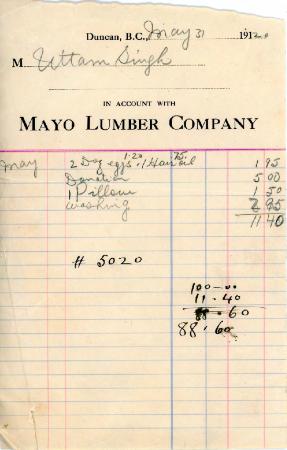 Duncan, B.C., May 31 1920
M Uttam Singh
IN ACCOUNT WITH
MAYO LUMBER COMPANY
May 2 Doz eggs 1.20 1 Hair oil .75 1 95
Donation 5 00
1 Pillow 1 50
Washing 2 95
11 40
# 5020
100-00
11.40
88.60
88.60